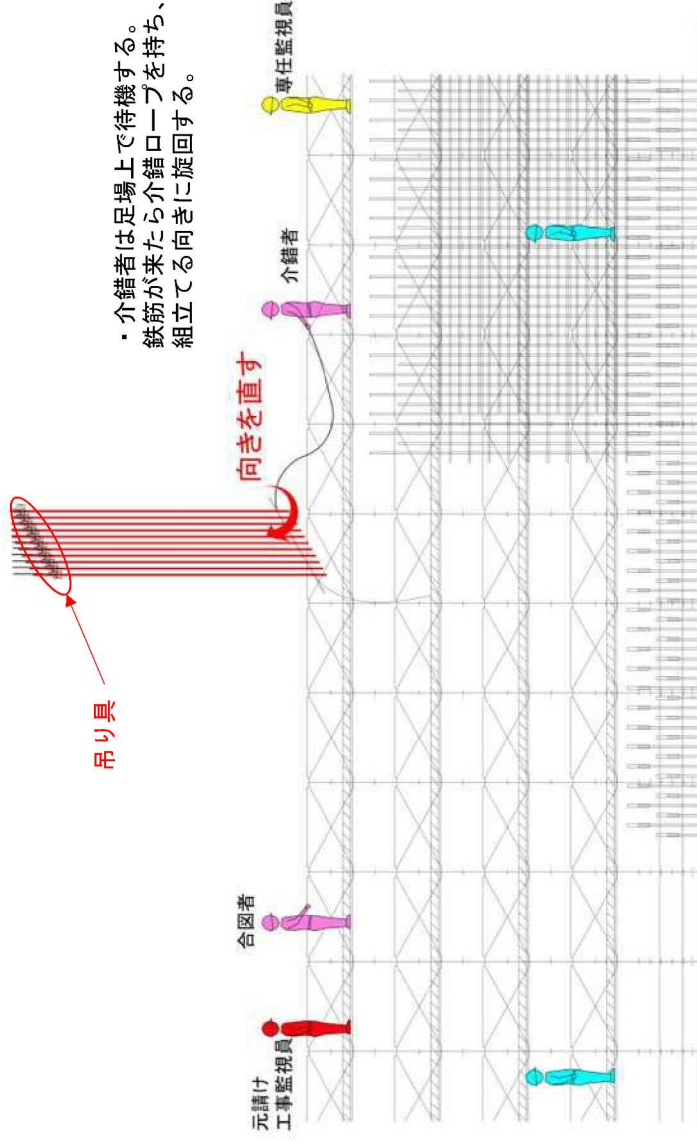 ・介錯者は足場上で待機する。
鉄筋が来たら介錯ロープを持ち、
組立てる向きに旋回する。
吊り具
向きを直す
元請け
工事監視員
合図者
介錯者
専任監視員